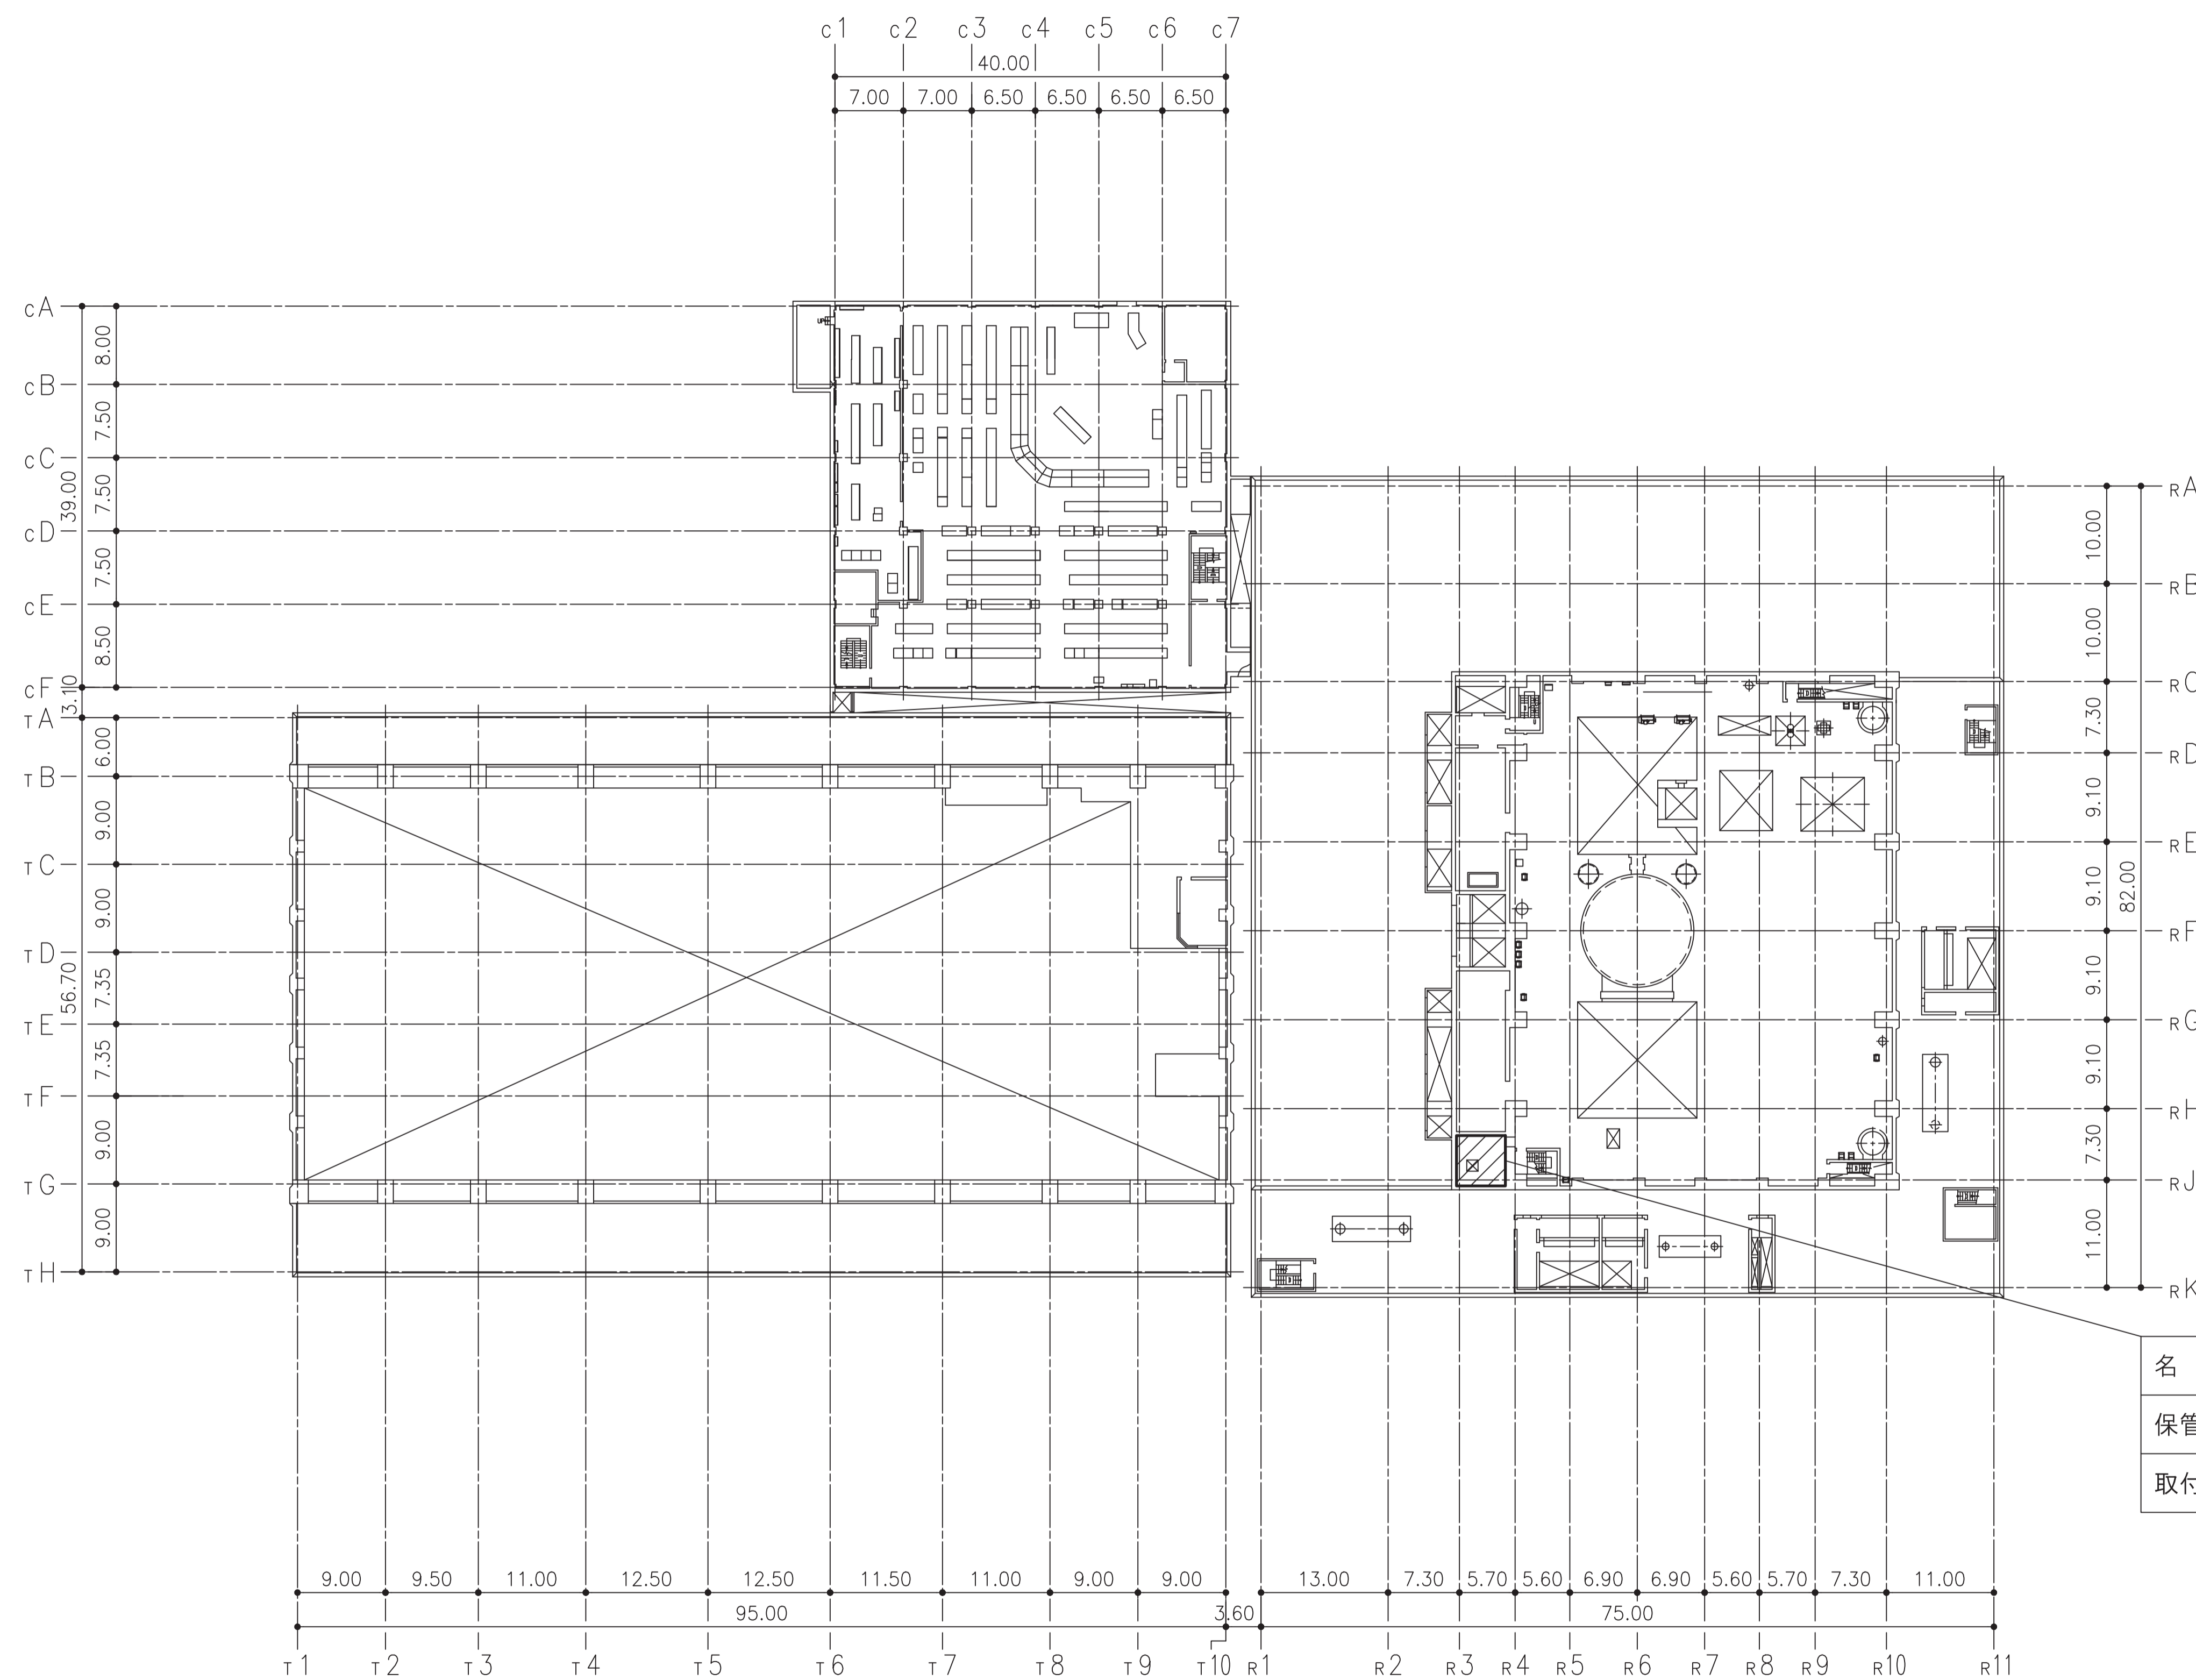 c1 c2 c3 c4 c5 c6 c7
40.00
7.00 7.00 6.50 6.50 6.50 6.50
cA
8.00
cB
7.50
cC
39.00
7.50
cD
7.50
cE
8.50
cF
3.10
TA
6.00
TB
9.00
TC
9.00
TD
56.70
7.35
TE
7.35
TF
9.00
TG
9.00
TH
UP
RA
10.00
RB
10.00
RC
7.30
RD
9.10
RE
82.00
9.10
RF
9.10
RG
9.10
RH
7.30
RJ
11.00
RK
名
保管
取付
9.00 9.50 11.00 12.50 12.50 11.50 11.00 9.00 9.00 13.00 7.30 5.70 5.60 6.90 6.90 5.60 5.70 7.30 11.00
95.00 3.60 75.00
T1 T2 T3 T4 T5 T6 T7 T8 T9 T10 R1 R2 R3 R4 R5 R6 R7 R8 R9 R10 R11